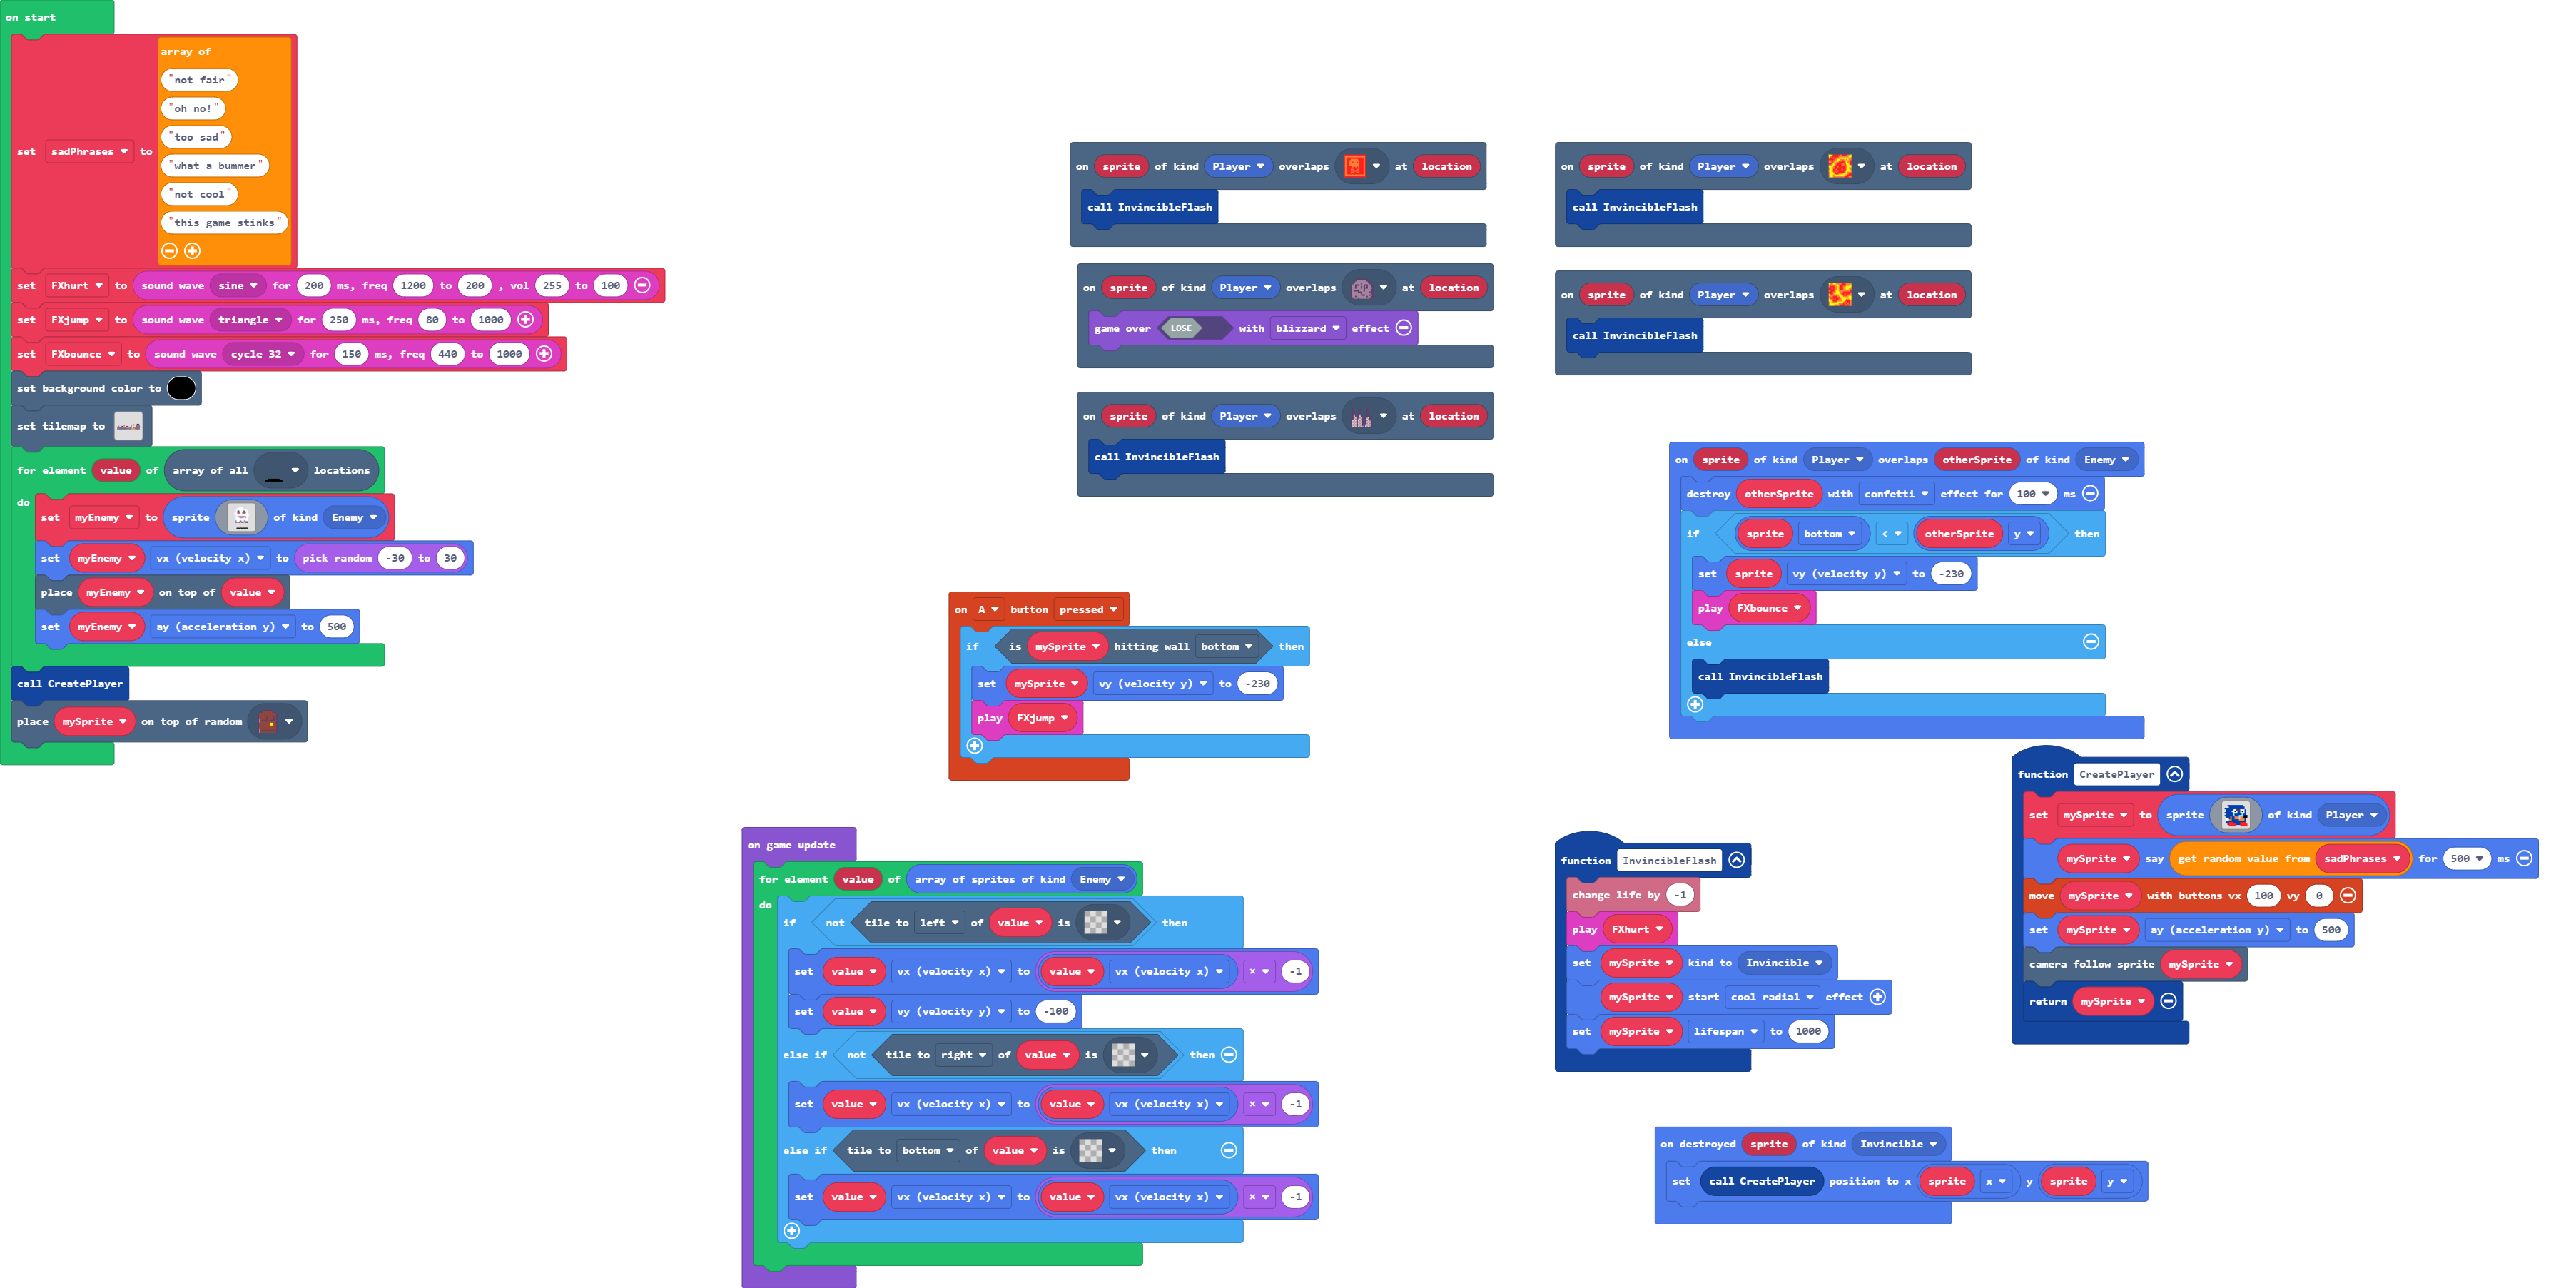 on start
set sadPhrases to array of
"not fair"
"oh no!"
"too sad"
"what a bummer"
"not cool"
"this game stinks"
set FXhurt to sound wave sine for 200 ms, freq 1200 to 200 , vol 255 to 100
set FXjump to sound wave triangle for 250 ms, freq 80 to 1000
set FXbounce to sound wave cycle 32 for 150 ms, freq 440 to 1000
set background color to
set tilemap to
for element value of array of all locations
do
set myEnemy to sprite of kind Enemy
set myEnemy vx (velocity x) to pick random -30 to 30
place myEnemy on top of value
set myEnemy ay (acceleration y) to 500
call CreatePlayer
place mySprite on top of random
on sprite of kind Player overlaps at location
call InvincibleFlash
on sprite of kind Player overlaps at location
game over LOSE with blizzard effect
on sprite of kind Player overlaps at location
call InvincibleFlash
on sprite of kind Player overlaps at location
call InvincibleFlash
on sprite of kind Player overlaps at location
call InvincibleFlash
on sprite of kind Player overlaps otherSprite of kind Enemy
destroy otherSprite with confetti effect for 100 ms
if sprite bottom < otherSprite y then
set sprite vy (velocity y) to -230
play FXbounce
else
call InvincibleFlash
on A button pressed
if is mySprite hitting wall bottom then
set mySprite vy (velocity y) to -230
play FXjump
on game update
for element value of array of sprites of kind Enemy
do
if not tile to left of value is then
set value vx (velocity x) to value vx (velocity x) × -1
set value vy (velocity y) to -100
else if not tile to right of value is then
set value vx (velocity x) to value vx (velocity x) × -1
else if tile to bottom of value is then
set value vx (velocity x) to value vx (velocity x) × -1
function InvincibleFlash
change life by -1
play FXhurt
set mySprite kind to Invincible
mySprite start cool radial effect
set mySprite lifespan to 1000
function CreatePlayer
set mySprite to sprite of kind Player
mySprite say get random value from sadPhrases for 500 ms
move mySprite with buttons vx 100 vy 0
set mySprite ay (acceleration y) to 500
camera follow sprite mySprite
return mySprite
on destroyed sprite of kind Invincible
set call CreatePlayer position to x sprite x y sprite y